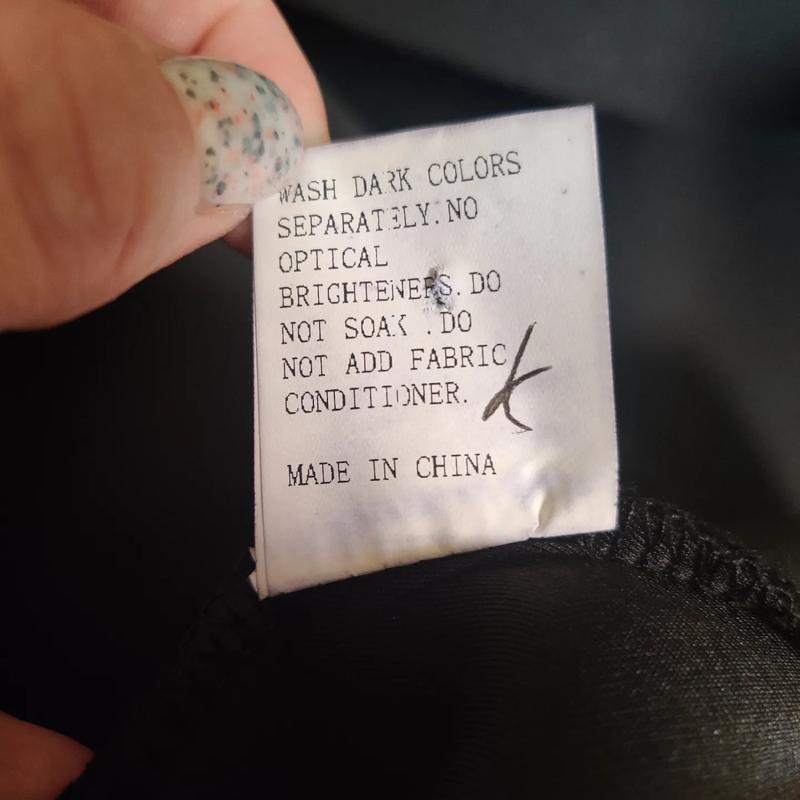 WASH DARK COLORS
SEPARATELY. NO
OPTICAL
BRIGHTENERS. DO
NOT SOAK . DO
NOT ADD FABRIC
CONDITIONER.
MADE IN CHINA